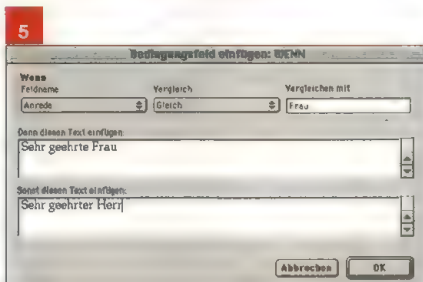 5
Bedingungsfeld einfügen: WENN
Wenn
Feldname Vergleich Vergleichen mit
Anrede Gleich Frau
Dann diesen Text einfügen:
Sehr geehrte Frau
Sonst diesen Text einfügen:
Sehr geehrter Herr
Abbrechen OK